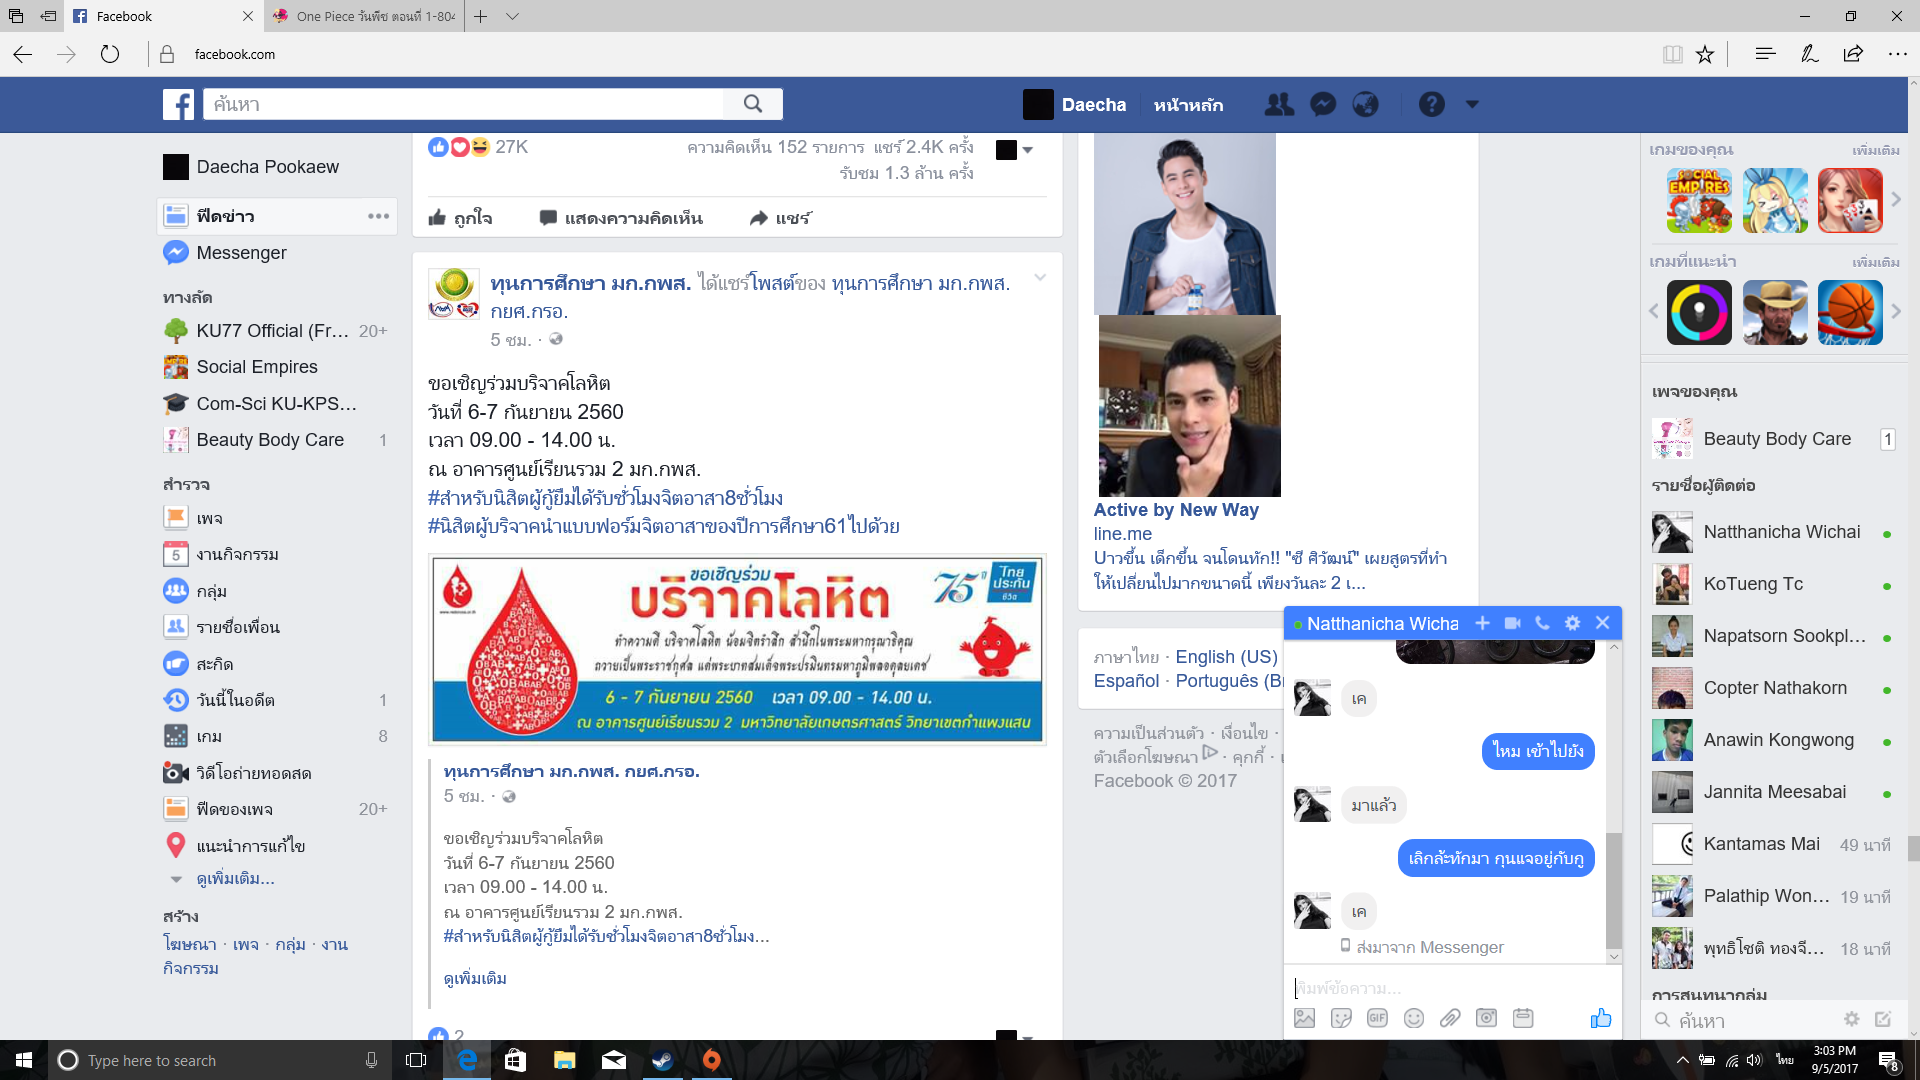 Facebook
One Piece วันพีช ตอนที่ 1-804
facebook.com
ค้นหา
Daecha
หน้าหลัก
Daecha Pookaew
ฟีดข่าว
Messenger
ทางลัด
KU77 Official (Fr... 20+
Social Empires
Com-Sci KU-KPS...
Beauty Body Care 1
สำรวจ
เพจ
5 งานกิจกรรม
กลุ่ม
รายชื่อเพื่อน
สะกิด
วันนี้ในอดีต 1
เกม 8
วิดีโอถ่ายทอดสด
ฟีดของเพจ 20+
แนะนำการแก้ไข
ดูเพิ่มเติม...
สร้าง
โฆษณา · เพจ · กลุ่ม · งาน
กิจกรรม
27K
ความคิดเห็น 152 รายการ แชร์ 2.4K ครั้ง
รับชม 1.3 ล้าน ครั้ง
ถูกใจ แสดงความคิดเห็น แชร์
ทุนการศึกษา มก.กพส. ได้แชร์โพสต์ของ ทุนการศึกษา มก.กพส.
กยศ.กรอ.
5 ชม. ·
ขอเชิญร่วมบริจาคโลหิต
วันที่ 6-7 กันยายน 2560
เวลา 09.00 - 14.00 น.
ณ อาคารศูนย์เรียนรวม 2 มก.กพส.
#สำหรับนิสิตผู้กู้ยืมได้รับชั่วโมงจิตอาสา8ชั่วโมง
#นิสิตผู้บริจาคนำแบบฟอร์มจิตอาสาของปีการศึกษา61ไปด้วย
ขอเชิญร่วม
บริจาคโลหิต
75 ปี ไทยประกันชีวิต
ทำความดี บริจาคโลหิต น้อมจิตรำลึก สำนึกในพระมหากรุณาธิคุณ
ถวายเป็นพระราชกุศล แด่พระบาทสมเด็จพระปรมินทรมหาภูมิพลอดุลยเดช
6 - 7 กันยายน 2560 เวลา 09.00 - 14.00 น.
ณ อาคารศูนย์เรียนรวม 2 มหาวิทยาลัยเกษตรศาสตร์ วิทยาเขตกำแพงแสน
ทุนการศึกษา มก.กพส. กยศ.กรอ.
5 ชม. ·
ขอเชิญร่วมบริจาคโลหิต
วันที่ 6-7 กันยายน 2560
เวลา 09.00 - 14.00 น.
ณ อาคารศูนย์เรียนรวม 2 มก.กพส.
#สำหรับนิสิตผู้กู้ยืมได้รับชั่วโมงจิตอาสา8ชั่วโมง...
ดูเพิ่มเติม
2
Active by New Way
line.me
ขาวขึ้น เด็กขึ้น จนโดนทัก!! "ซี ศิวัฒน์" เผยสูตรที่ทำ
ให้เปลี่ยนไปมากขนาดนี้ เพียงวันละ 2 เ...
ภาษาไทย · English (US)
Español · Português (Br
ความเป็นส่วนตัว · เงื่อนไข ·
ตัวเลือกโฆษณา · คุกกี้ ·
Facebook © 2017
Natthanicha Wicha
เค
ไหม เข้าไปยัง
มาแล้ว
เลิกล้ะทักมา กุนแจอยู่กับกู
เค
ส่งมาจาก Messenger
พิมพ์ข้อความ...
GIF
เกมของคุณ เพิ่มเติม
SOCIAL EMPIRES
เกมที่แนะนำ เพิ่มเติม
เพจของคุณ
Beauty Body Care 1
รายชื่อผู้ติดต่อ
Natthanicha Wichai
KoTueng Tc
Napatsorn Sookpl...
Copter Nathakorn
Anawin Kongwong
Jannita Meesabai
Kantamas Mai 49 นาที
Palathip Won... 19 นาที
พุทธิโชติ ทองจี... 18 นาที
การสนทนากลุ่ม
ค้นหา
Type here to search
ไทย
3:03 PM
9/5/2017
8